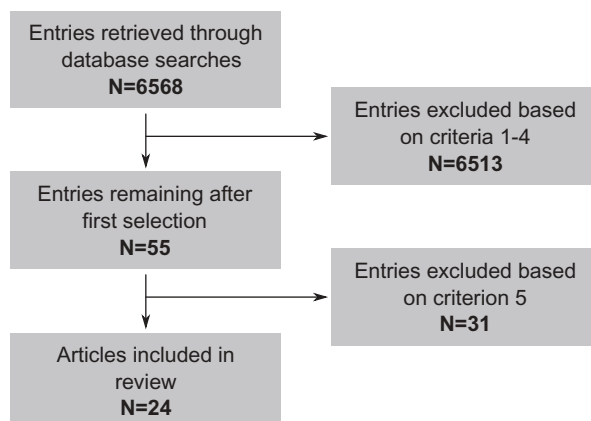 Entries retrieved through
database searches
N=6568
Entries excluded based
on criteria 1-4
N=6513
Entries remaining after
first selection
N=55
Entries excluded based
on criterion 5
N=31
Articles included in
review
N=24